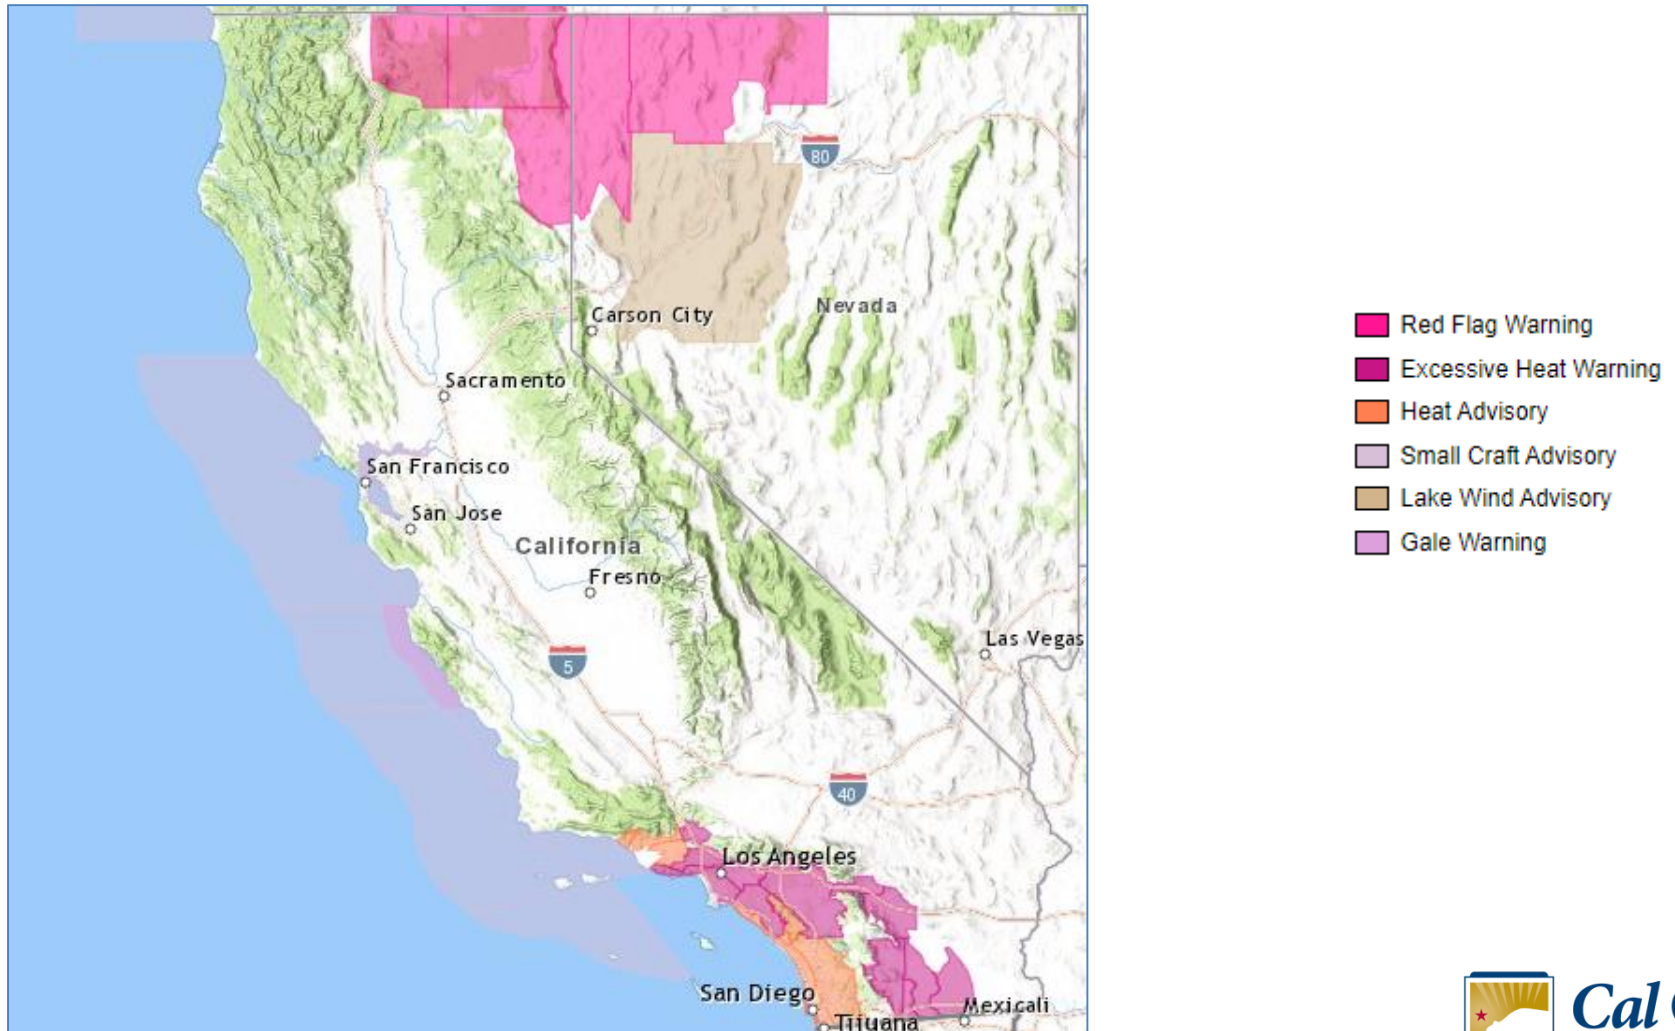 80
Nevada
Carson City
Sacramento
San Francisco
San Jose
California
Fresno
Las Vegas
5
40
Los Angeles
San Diego
Mexicali
Tijuana
Red Flag Warning
Excessive Heat Warning
Heat Advisory
Small Craft Advisory
Lake Wind Advisory
Gale Warning
Cal